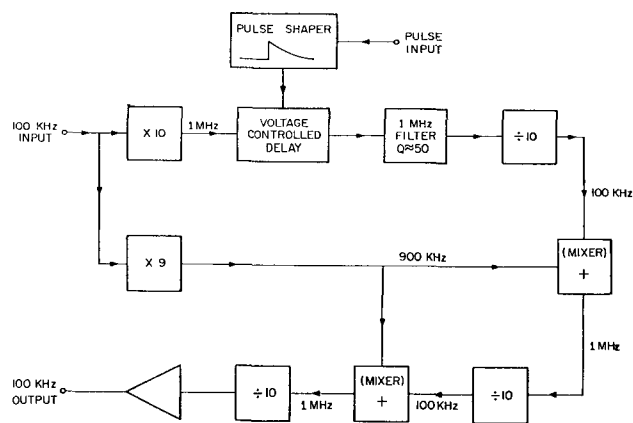 PULSE SHAPER
PULSE
INPUT
100 KHz
INPUT
X 10
1 MHz
VOLTAGE
CONTROLLED
DELAY
1 MHz
FILTER
Q≈50
÷10
100 KHz
X 9
900 KHz
(MIXER)
+
1 MHz
100 KHz
OUTPUT
÷10
1 MHz
(MIXER)
+
100 KHz
÷10